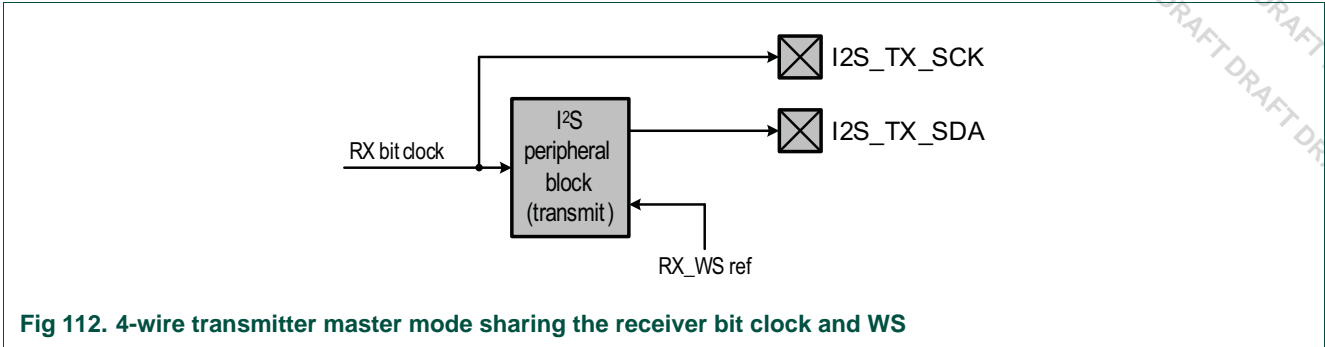 I2S_TX_SCK
I2S_TX_SDA
I²S
peripheral
block
(transmit)
RX bit clock
RX_WS ref
Fig 112. 4-wire transmitter master mode sharing the receiver bit clock and WS
DRAFT
DRAFT DRAFT